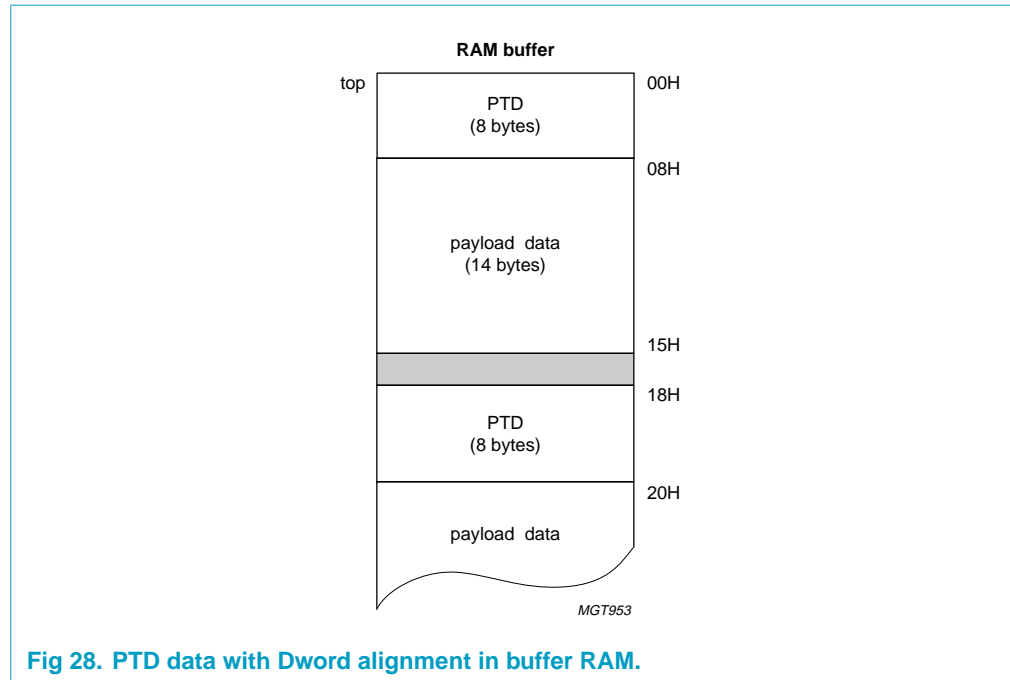 RAM buffer
top
00H
PTD
(8 bytes)
08H
payload data
(14 bytes)
15H
18H
PTD
(8 bytes)
20H
payload data
MGT953
Fig 28. PTD data with Dword alignment in buffer RAM.